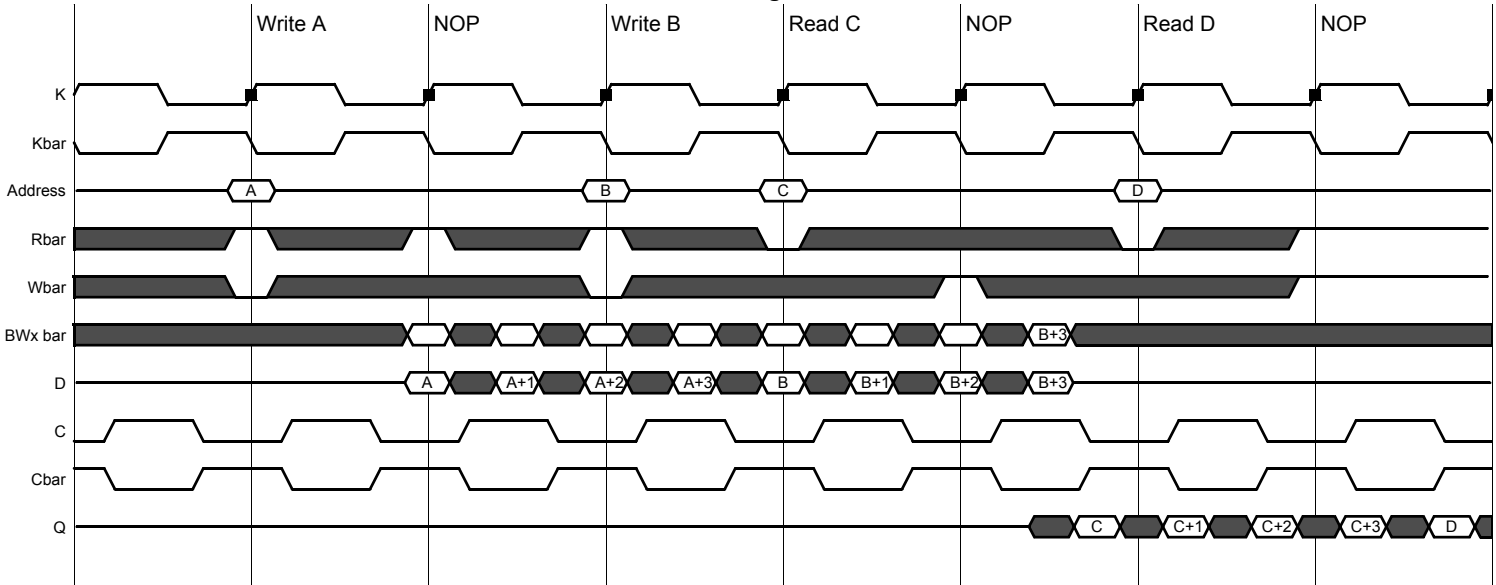 Write A NOP Write B Read C NOP Read D NOP
K
Kbar
Address A B C D
Rbar
Wbar
BWx bar B+3
D A A+1 A+2 A+3 B B+1 B+2 B+3
C
Cbar
Q C C+1 C+2 C+3 D